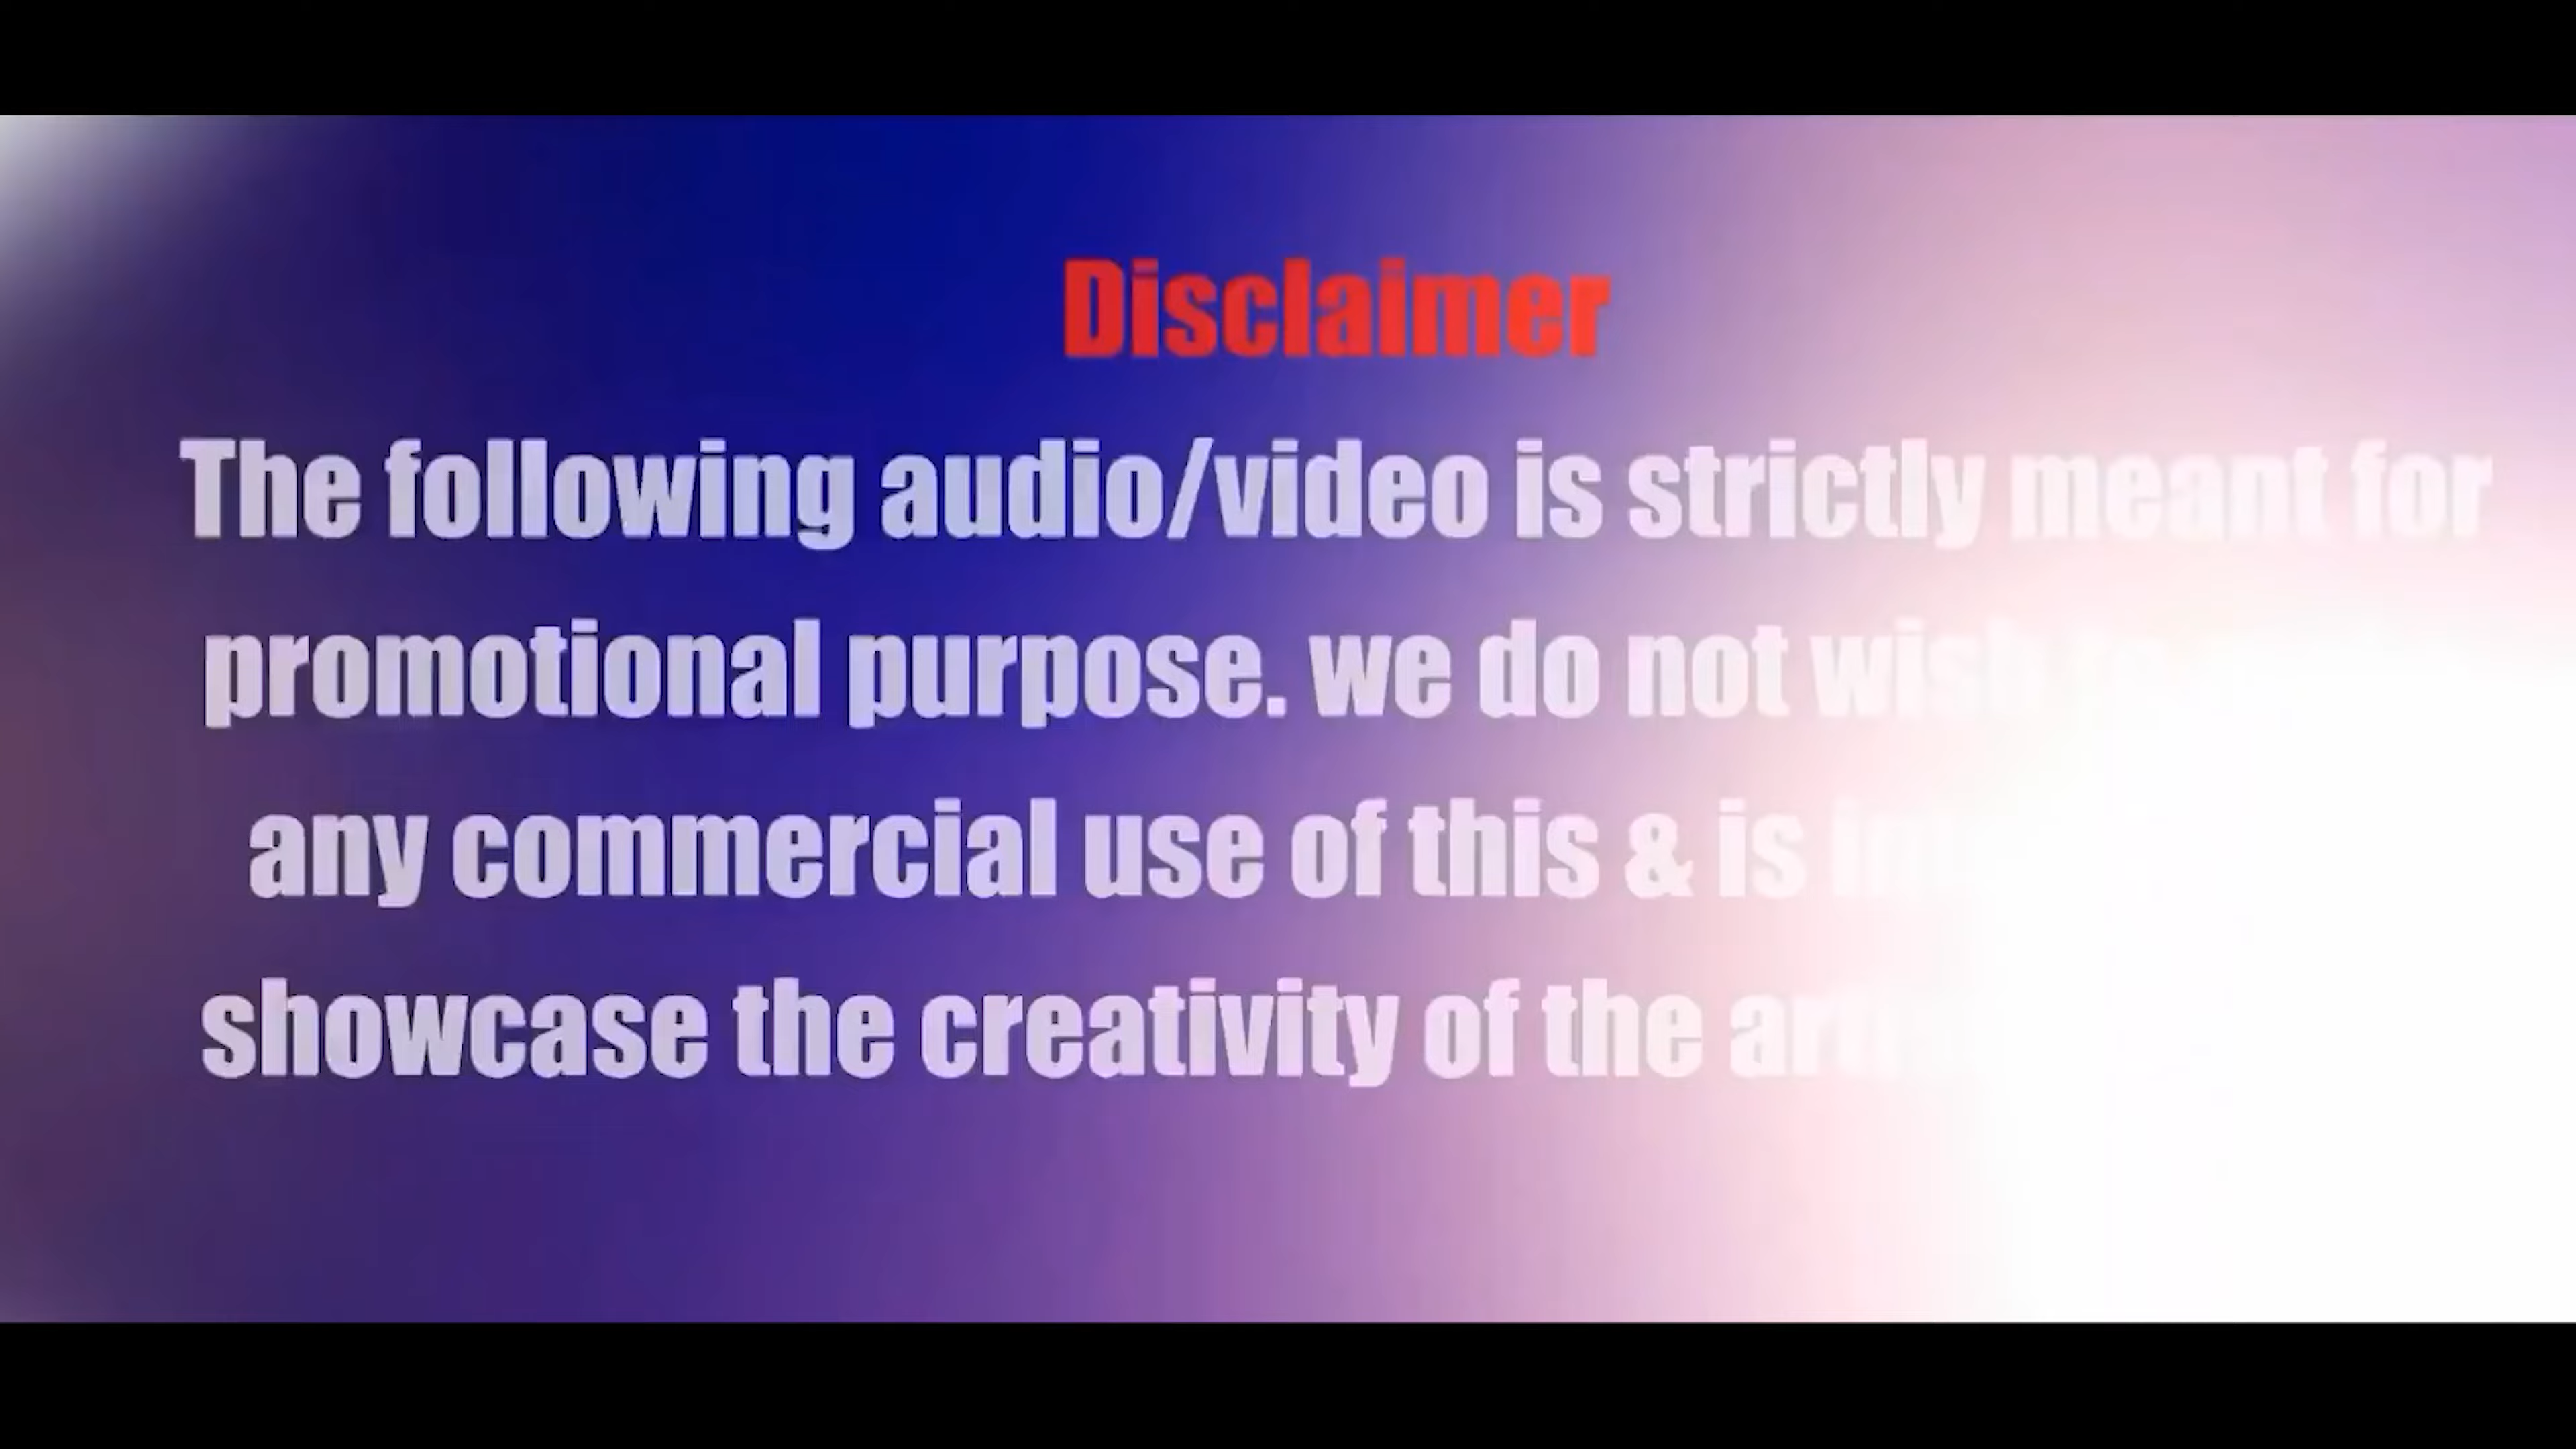 Disclaimer
The following audio/video is strictly meant for
promotional purpose. we do not wish
any commercial use of this & is
showcase the creativity of the